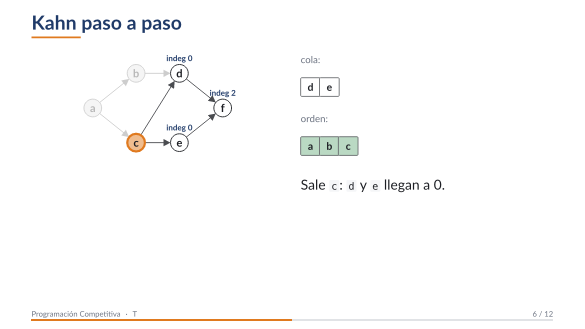 Kahn paso a paso
indeg 0
b
d
indeg 2
a
f
indeg 0
c
e
cola:
d e
orden:
a b c
Sale c: d y e llegan a 0.
Programación Competitiva · T
6 / 12